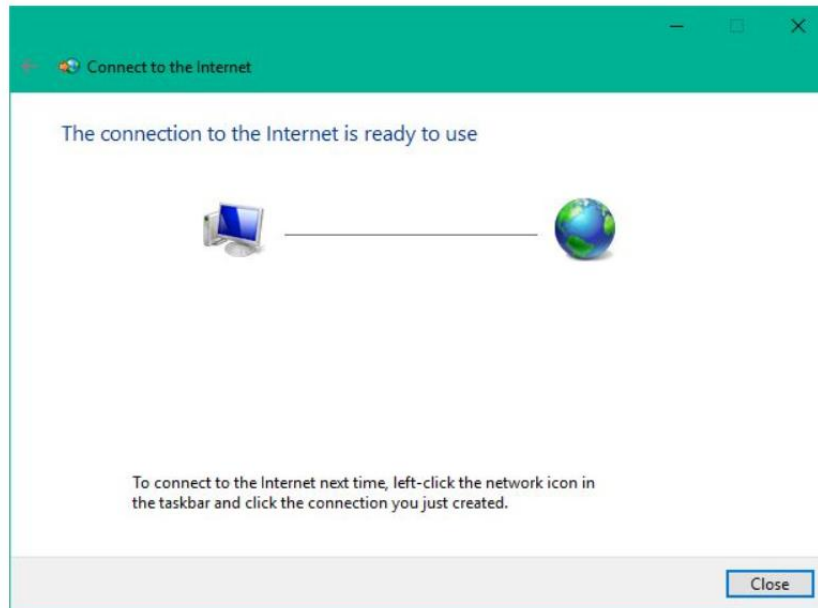 Connect to the Internet
The connection to the Internet is ready to use
To connect to the Internet next time, left-click the network icon in
the taskbar and click the connection you just created.
Close